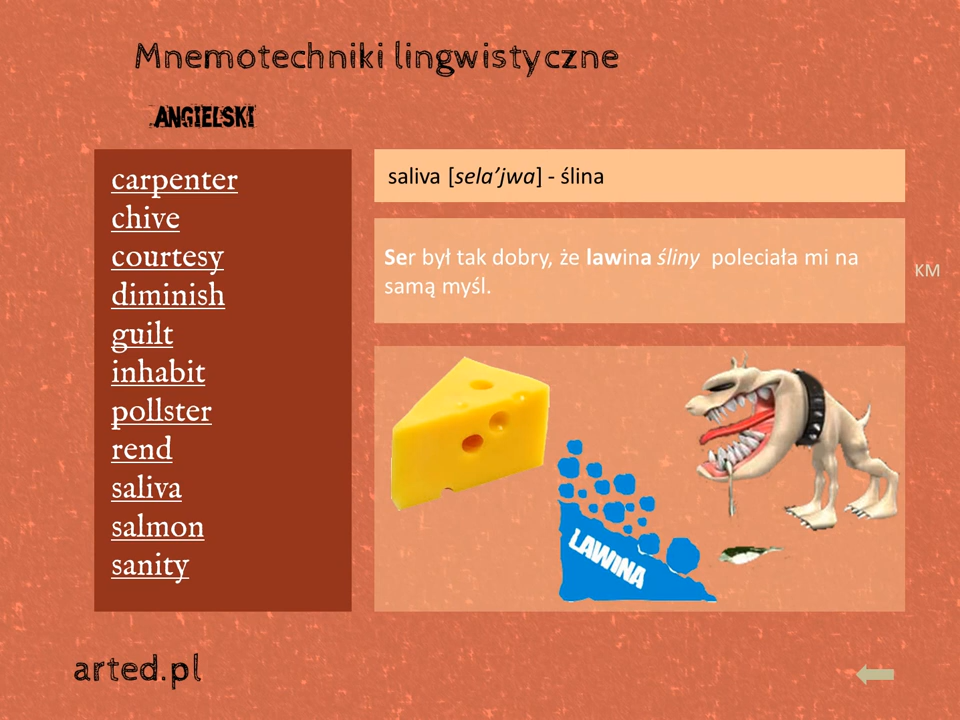 Mnemotechniki lingwistyczne
ANGIELSKI
carpenter
chive
courtesy
diminish
guilt
inhabit
pollster
rend
saliva
salmon
sanity
saliva [sela’jwa] - ślina
Ser był tak dobry, że lawina śliny poleciała mi na
samą myśl.
KM
LAWINA
arted.pl